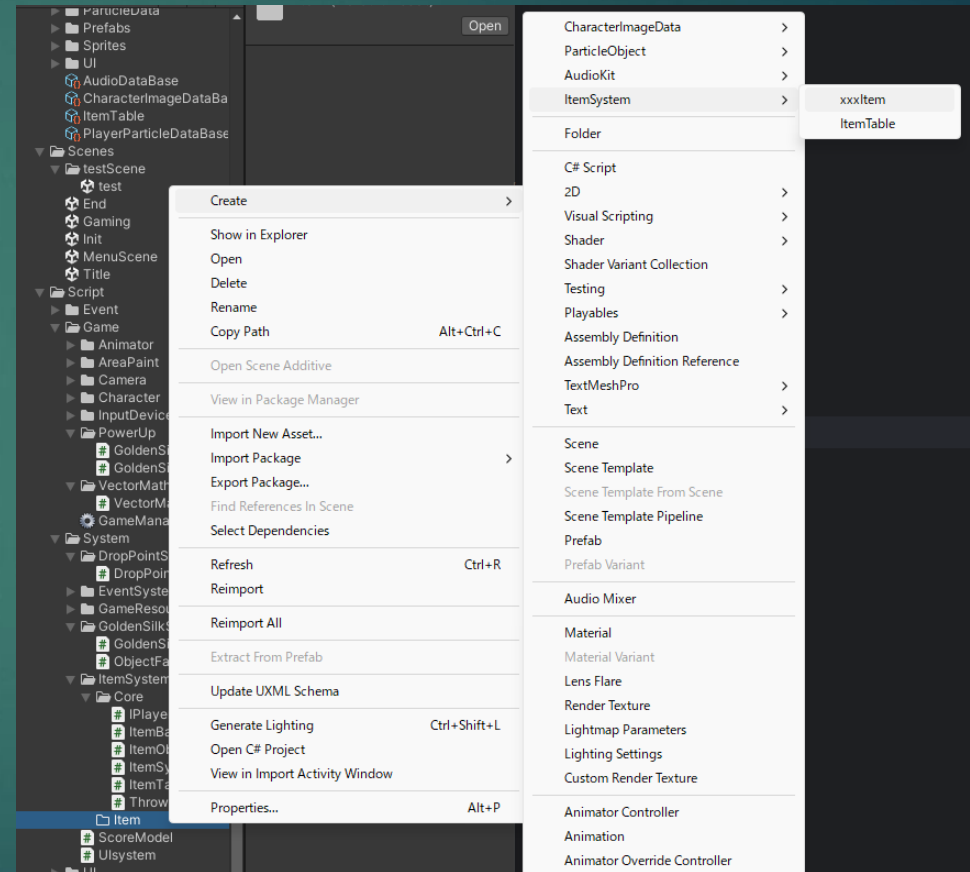 ParticleData
Prefabs
Sprites
UI
AudioDataBase
CharacterImageDataBa
ItemTable
PlayerParticleDataBase
Scenes
testScene
test
End
Gaming
Init
MenuScene
Title
Script
Event
Game
Animator
AreaPaint
Camera
Character
InputDevice
PowerUp
GoldenSi
GoldenSi
VectorMath
VectorMa
GameMana
System
DropPointS
DropPoin
EventSyste
GameResou
GoldenSilkS
GoldenSi
ObjectFa
ItemSystem
Core
IPlaye
ItemBa
ItemOb
ItemSy
ItemTa
Throw
Item
ScoreModel
UIsystem
UI
Open
Create
Show in Explorer
Open
Delete
Rename
Copy Path Alt+Ctrl+C
Open Scene Additive
View in Package Manager
Import New Asset...
Import Package
Export Package...
Find References In Scene
Select Dependencies
Refresh Ctrl+R
Reimport
Reimport All
Extract From Prefab
Update UXML Schema
Generate Lighting Ctrl+Shift+L
Open C# Project
View in Import Activity Window
Properties... Alt+P
CharacterImageData
ParticleObject
AudioKit
ItemSystem
Folder
C# Script
2D
Visual Scripting
Shader
Shader Variant Collection
Testing
Playables
Assembly Definition
Assembly Definition Reference
TextMeshPro
Text
Scene
Scene Template
Scene Template From Scene
Scene Template Pipeline
Prefab
Prefab Variant
Audio Mixer
Material
Material Variant
Lens Flare
Render Texture
Lightmap Parameters
Lighting Settings
Custom Render Texture
Animator Controller
Animation
Animator Override Controller
xxxItem
ItemTable